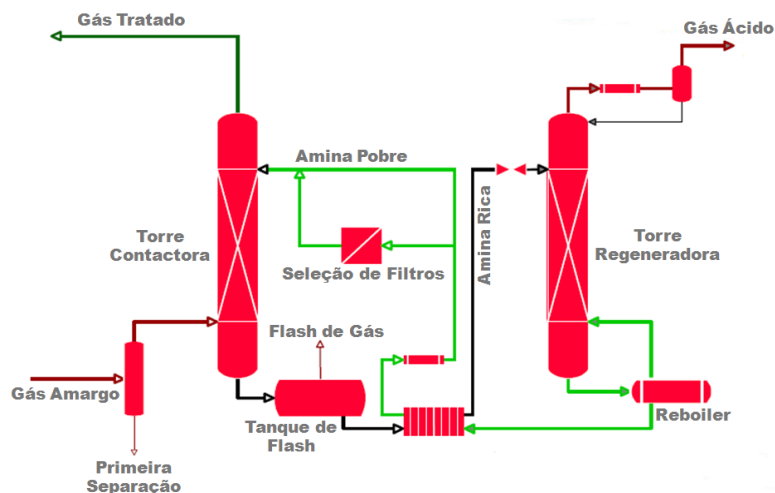 Gás Tratado
Gás Ácido
Amina Pobre
Amina Rica
Torre
Contactora
Torre
Regeneradora
Seleção de Filtros
Flash de Gás
Gás Amargo
Tanque de
Flash
Reboiler
Primeira
Separação